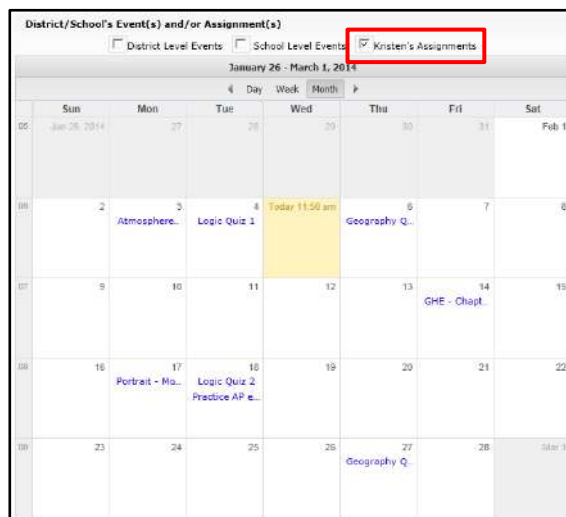 District/School's Event(s) and/or Assignment(s)
District Level Events School Level Events Kristen's Assignments
January 26 - March 1, 2014
Day Week Month
Sun Mon Tue Wed Thu Fri Sat
05 Jan 26, 2014 27 28 29 30 31 Feb 1
06 2 3 4 Today 11:50 am 6 7 8
Atmosphere.. Logic Quiz 1 Geography Q..
07 9 10 11 12 13 14 15
GHE - Chapt..
08 16 17 18 19 20 21 22
Portrait - Mo.. Logic Quiz 2
Practice AP e..
09 23 24 25 26 27 28 Mar 1
Geography Q..